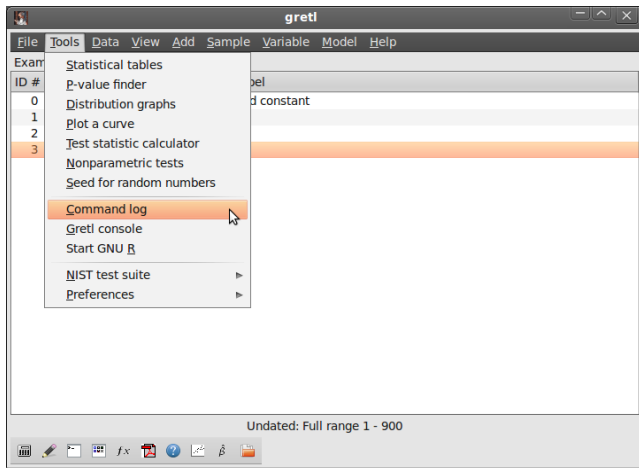 gretl
File Tools Data View Add Sample Variable Model Help
Exam
ID #
0 d constant
1
2
3
Statistical tables
P-value finder
Distribution graphs
Plot a curve
Test statistic calculator
Nonparametric tests
Seed for random numbers
Command log
Gretl console
Start GNU R
NIST test suite
Preferences
Undated: Full range 1 - 900
fx β̂